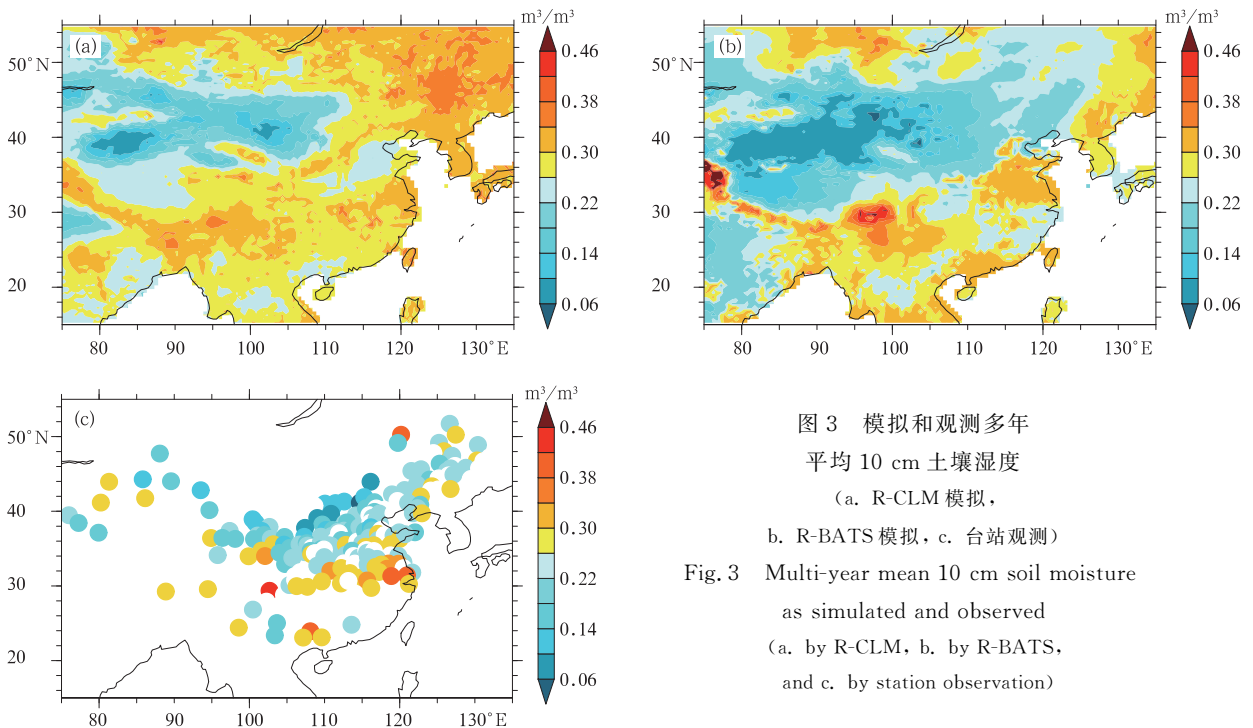 m³/m³
(a)
50°N
40
30
20
80
90
100
110
120
130°E
0.46
0.38
0.30
0.22
0.14
0.06
m³/m³
(b)
50°N
40
30
20
80
90
100
110
120
130°E
0.46
0.38
0.30
0.22
0.14
0.06
m³/m³
(c)
50°N
40
30
20
80
90
100
110
120
130°E
0.46
0.38
0.30
0.22
0.14
0.06
图 3 模拟和观测多年
平均 10 cm 土壤湿度
(a. R-CLM 模拟,
b. R-BATS 模拟, c. 台站观测)
Fig. 3 Multi-year mean 10 cm soil moisture
as simulated and observed
(a. by R-CLM, b. by R-BATS,
and c. by station observation)